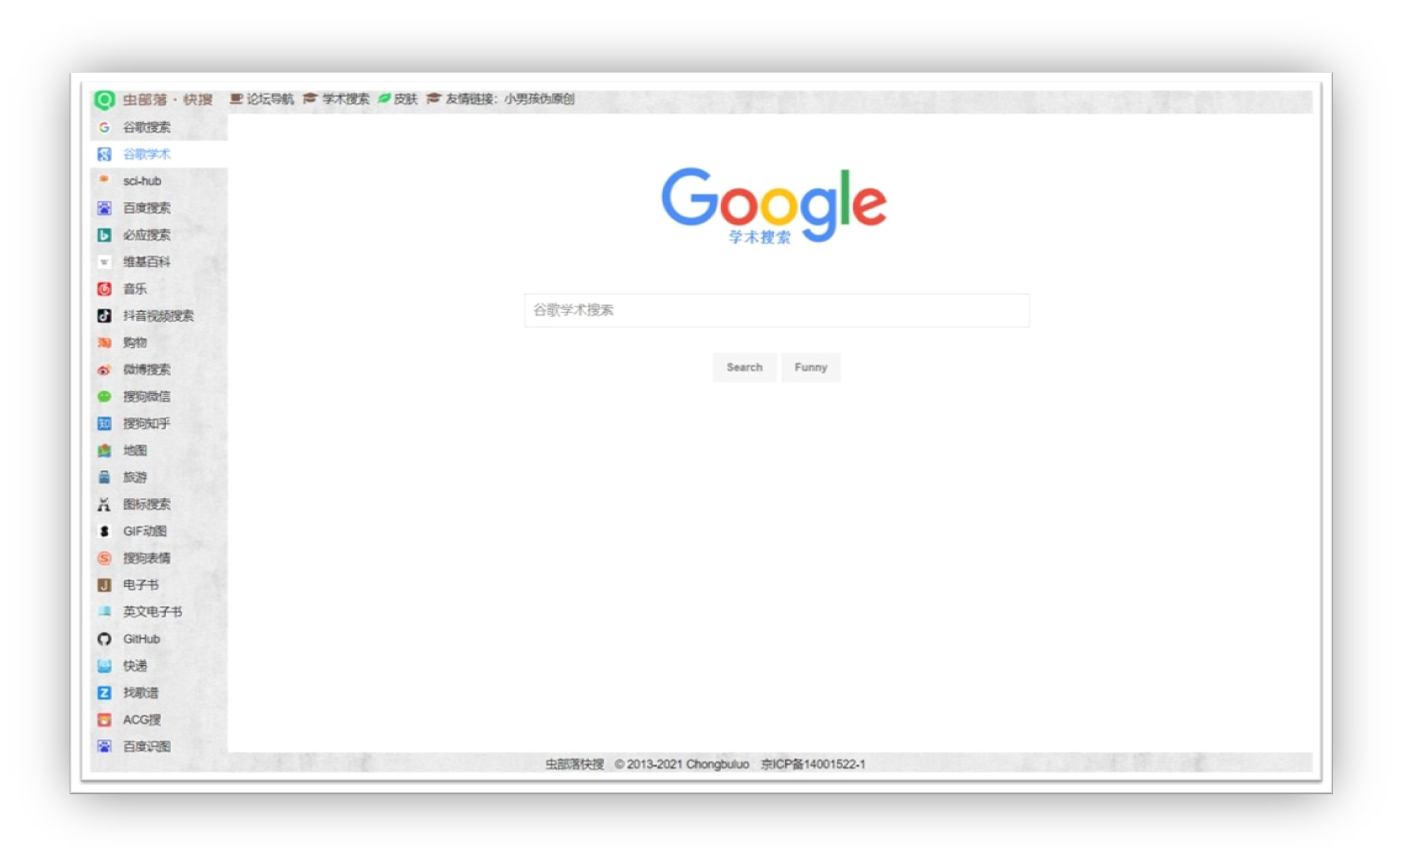 虫部落·快搜 论坛导航 学术搜索 皮肤 友情链接：小男孩伪原创
谷歌搜索
谷歌学术
sci-hub
百度搜索
必应搜索
维基百科
音乐
抖音视频搜索
购物
微博搜索
搜狗微信
搜狗知乎
地图
旅游
图标搜索
GIF动图
搜狗表情
电子书
英文电子书
GitHub
快递
找歌谱
ACG搜
百度识图
Google
学术搜索
谷歌学术搜索
Search Funny
虫部落快搜 © 2013-2021 Chongbuluo 京ICP备14001522-1